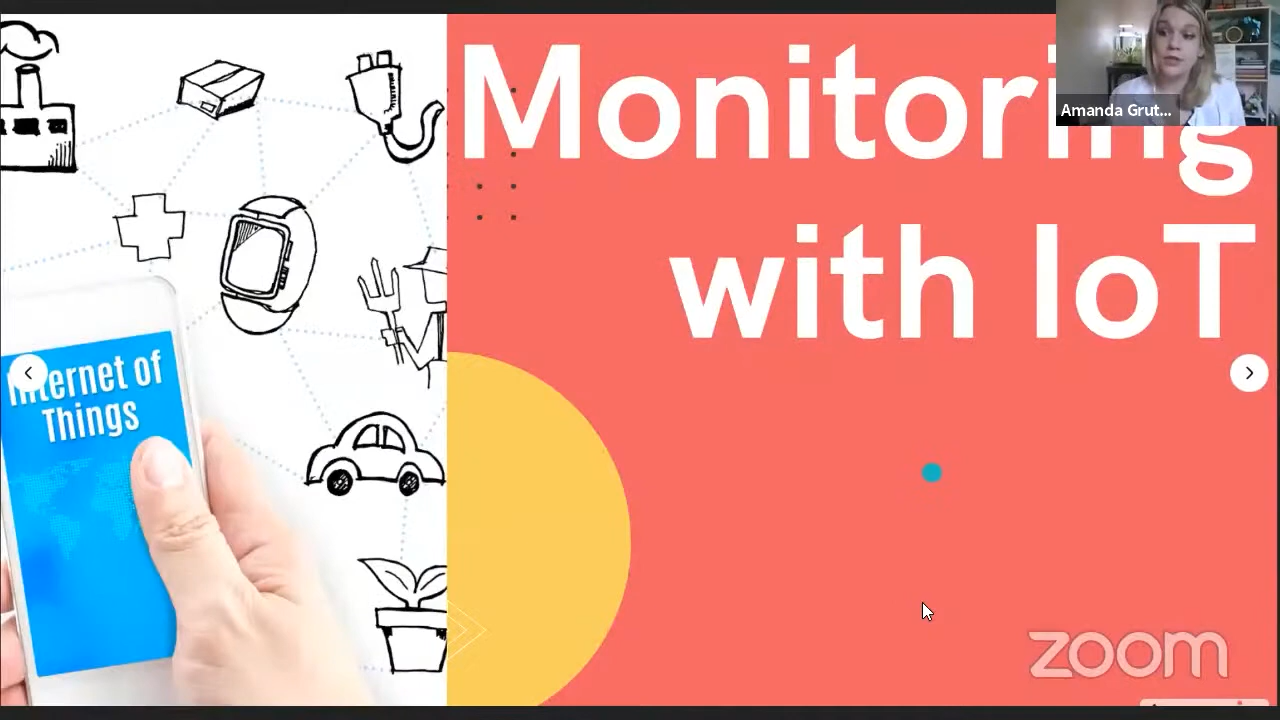 Monitoring
Amanda Grut...
with IoT
Internet of
Things
zoom